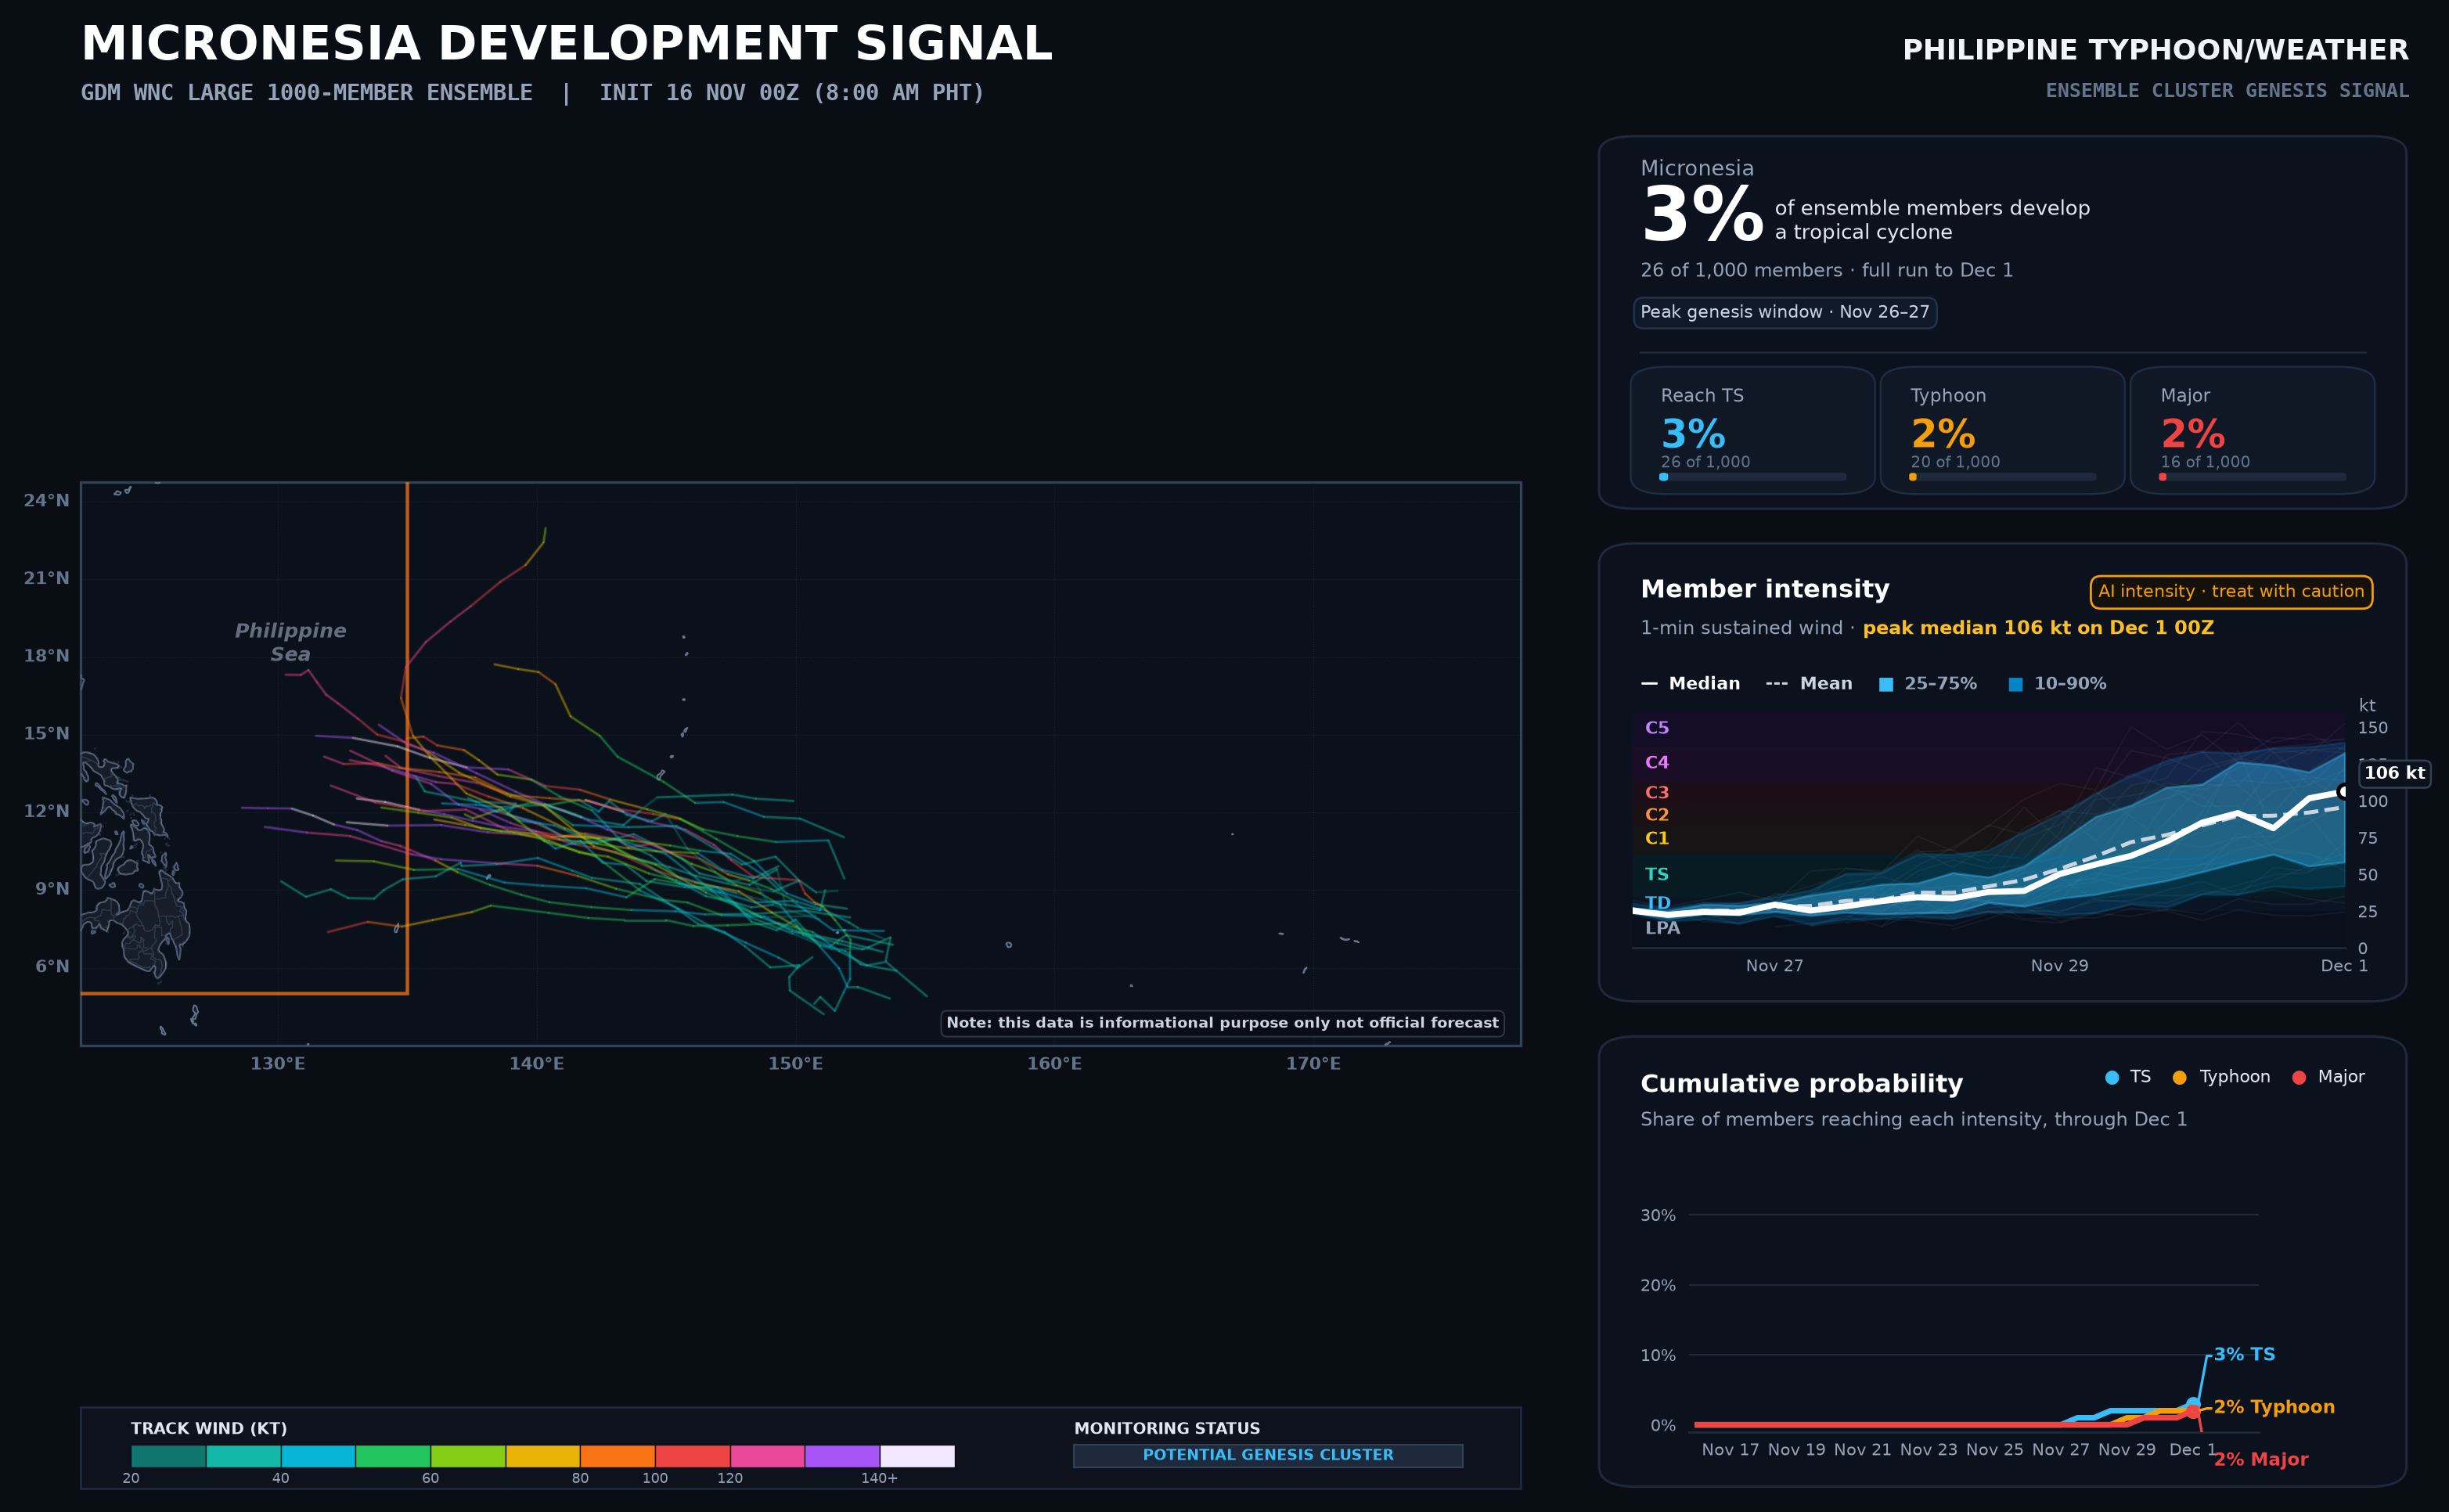 MICRONESIA DEVELOPMENT SIGNAL
GDM WNC LARGE 1000-MEMBER ENSEMBLE | INIT 16 NOV 00Z (8:00 AM PHT)
PHILIPPINE TYPHOON/WEATHER
ENSEMBLE CLUSTER GENESIS SIGNAL
24°N
21°N
18°N
15°N
12°N
9°N
6°N
Philippine
Sea
Note: this data is informational purpose only not official forecast
130°E 140°E 150°E 160°E 170°E
TRACK WIND (KT)
20 40 60 80 100 120 140+
MONITORING STATUS
POTENTIAL GENESIS CLUSTER
Micronesia
3% of ensemble members develop
a tropical cyclone
26 of 1,000 members · full run to Dec 1
Peak genesis window · Nov 26–27
Reach TS
3%
26 of 1,000
Typhoon
2%
20 of 1,000
Major
2%
16 of 1,000
Member intensity
AI intensity · treat with caution
1-min sustained wind · peak median 106 kt on Dec 1 00Z
Median Mean 25–75% 10–90%
kt
C5
C4
C3
C2
C1
TS
TD
LPA
150
106 kt
100
75
50
25
0
Nov 27 Nov 29 Dec 1
Cumulative probability
TS Typhoon Major
Share of members reaching each intensity, through Dec 1
30%
20%
10%
0%
3% TS
2% Typhoon
2% Major
Nov 17 Nov 19 Nov 21 Nov 23 Nov 25 Nov 27 Nov 29 Dec 1